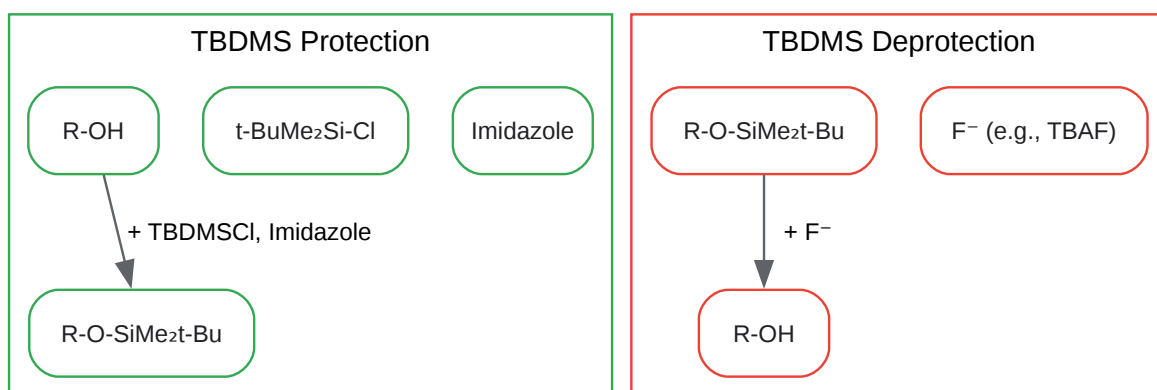 TBDMS Protection
R-OH
t-BuMe₂Si-Cl
Imidazole
+ TBDMSCl, Imidazole
R-O-SiMe₂t-Bu
TBDMS Deprotection
R-O-SiMe₂t-Bu
F⁻ (e.g., TBAF)
+ F⁻
R-OH